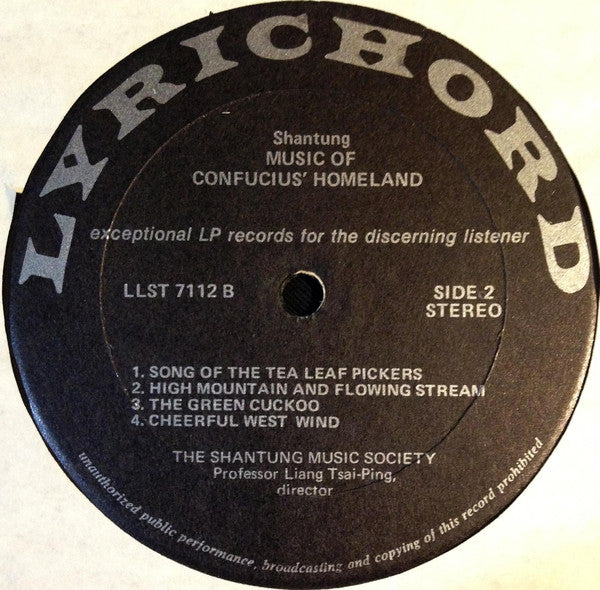 LYRICHORD
Shantung
MUSIC OF
CONFUCIUS' HOMELAND
exceptional LP records for the discerning listener
LLST 7112 B
SIDE 2
STEREO
1. SONG OF THE TEA LEAF PICKERS
2. HIGH MOUNTAIN AND FLOWING STREAM
3. THE GREEN CUCKOO
4. CHEERFUL WEST WIND
THE SHANTUNG MUSIC SOCIETY
Professor Liang Tsai-Ping,
director
unauthorized public performance, broadcasting and copying of this record prohibited